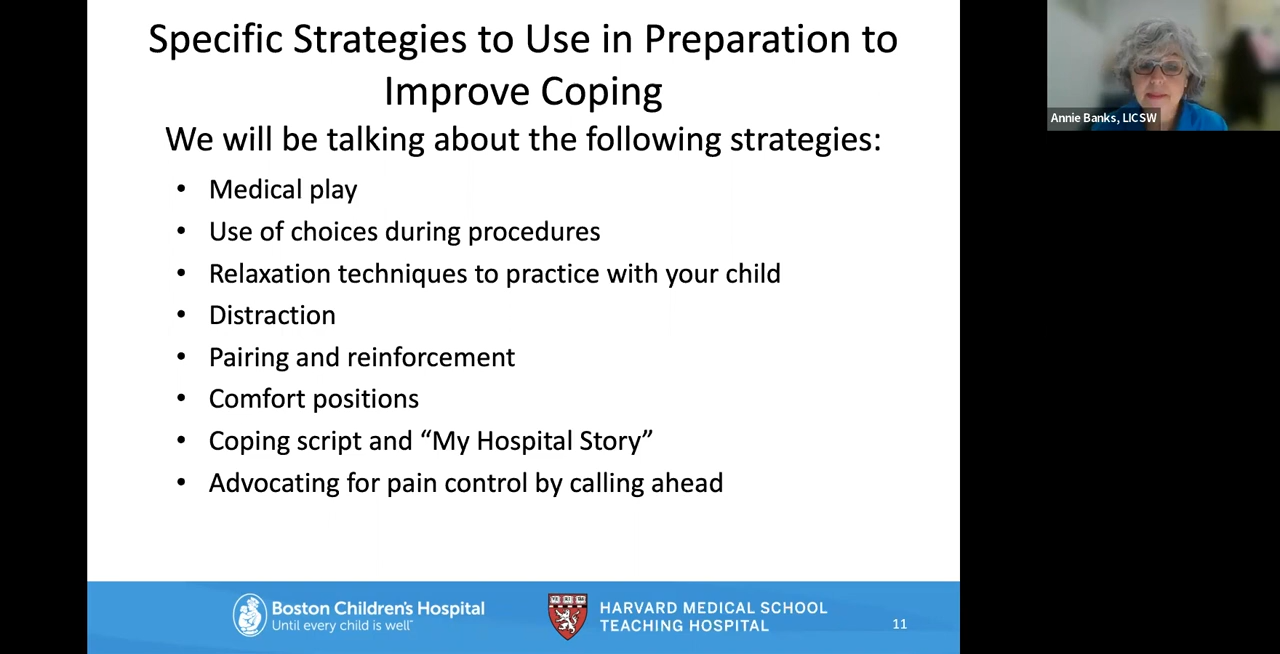 Specific Strategies to Use in Preparation to
Improve Coping
We will be talking about the following strategies:
• Medical play
• Use of choices during procedures
• Relaxation techniques to practice with your child
• Distraction
• Pairing and reinforcement
• Comfort positions
• Coping script and “My Hospital Story”
• Advocating for pain control by calling ahead
Boston Children's Hospital
Until every child is well™
HARVARD MEDICAL SCHOOL
TEACHING HOSPITAL
11
Annie Banks, LICSW